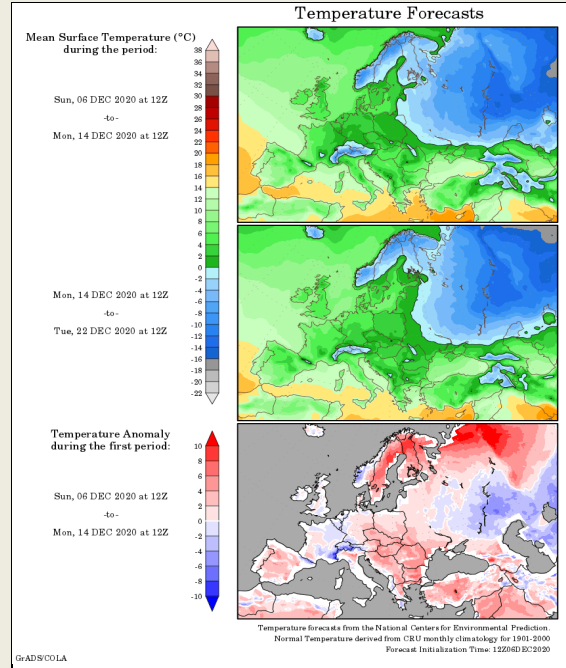 Temperature Forecasts
Mean Surface Temperature (°C)
during the period:
Sun, 06 DEC 2020 at 12Z
-to-
Mon, 14 DEC 2020 at 12Z
38
36
34
32
30
28
26
24
22
20
18
16
14
12
10
8
6
4
2
0
-2
-4
-6
-8
-10
-12
-14
-16
-18
-20
-22
Mon, 14 DEC 2020 at 12Z
-to-
Tue, 22 DEC 2020 at 12Z
Temperature Anomaly
during the first period:
Sun, 06 DEC 2020 at 12Z
-to-
Mon, 14 DEC 2020 at 12Z
10
8
6
4
2
0
-2
-4
-6
-8
-10
Temperature forecasts from the National Centers for Environmental Prediction.
Normal Temperature derived from CRU monthly climatology for 1901-2000
Forecast Initialization Time: 12Z06DEC2020
GrADS/COLA